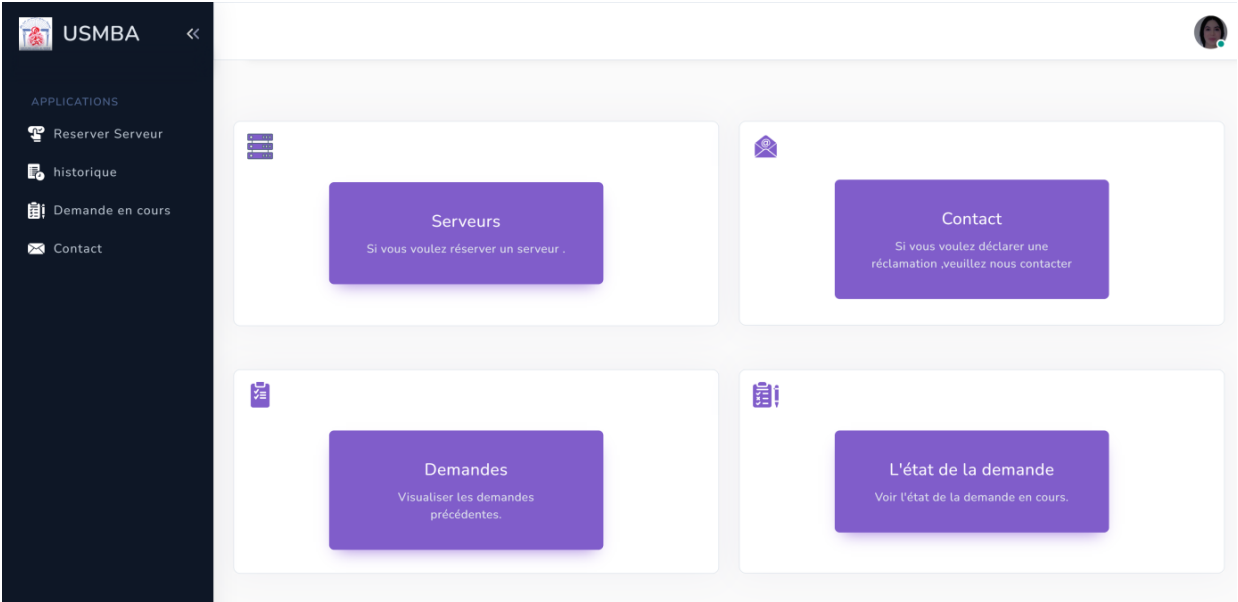 USMBA
APPLICATIONS
Reserver Serveur
historique
Demande en cours
Contact
Serveurs
Si vous voulez réserver un serveur .
Contact
Si vous voulez déclarer une
réclamation ,veuillez nous contacter
Demandes
Visualiser les demandes
précédentes.
L'état de la demande
Voir l'état de la demande en cours.